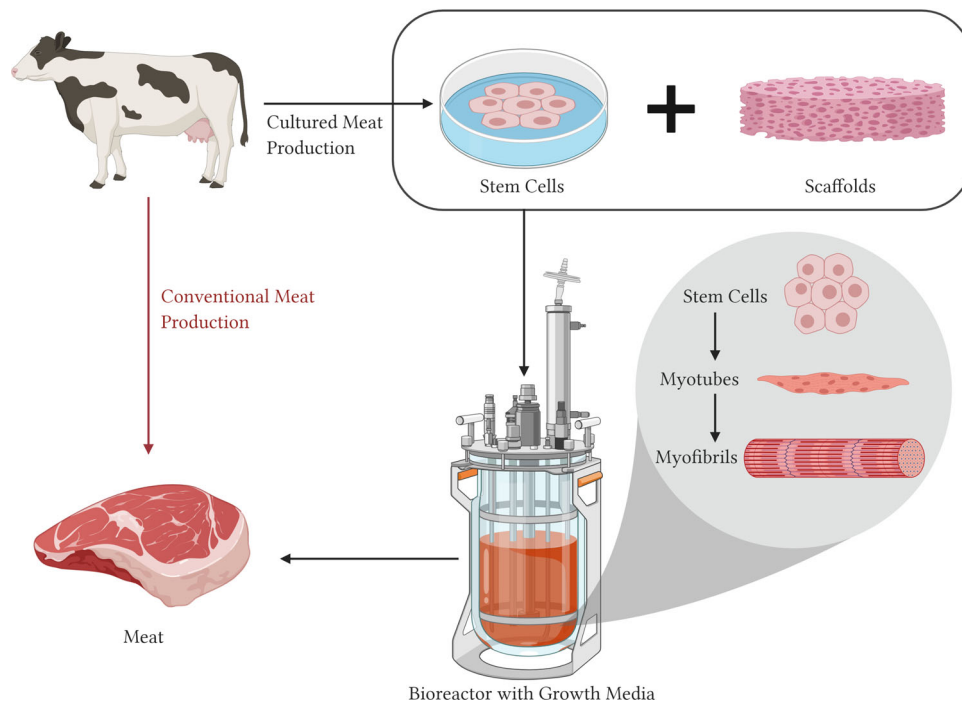 Cultured Meat
Production
Stem Cells
Scaffolds
Conventional Meat
Production
Stem Cells
Myotubes
Myofibrils
Meat
Bioreactor with Growth Media